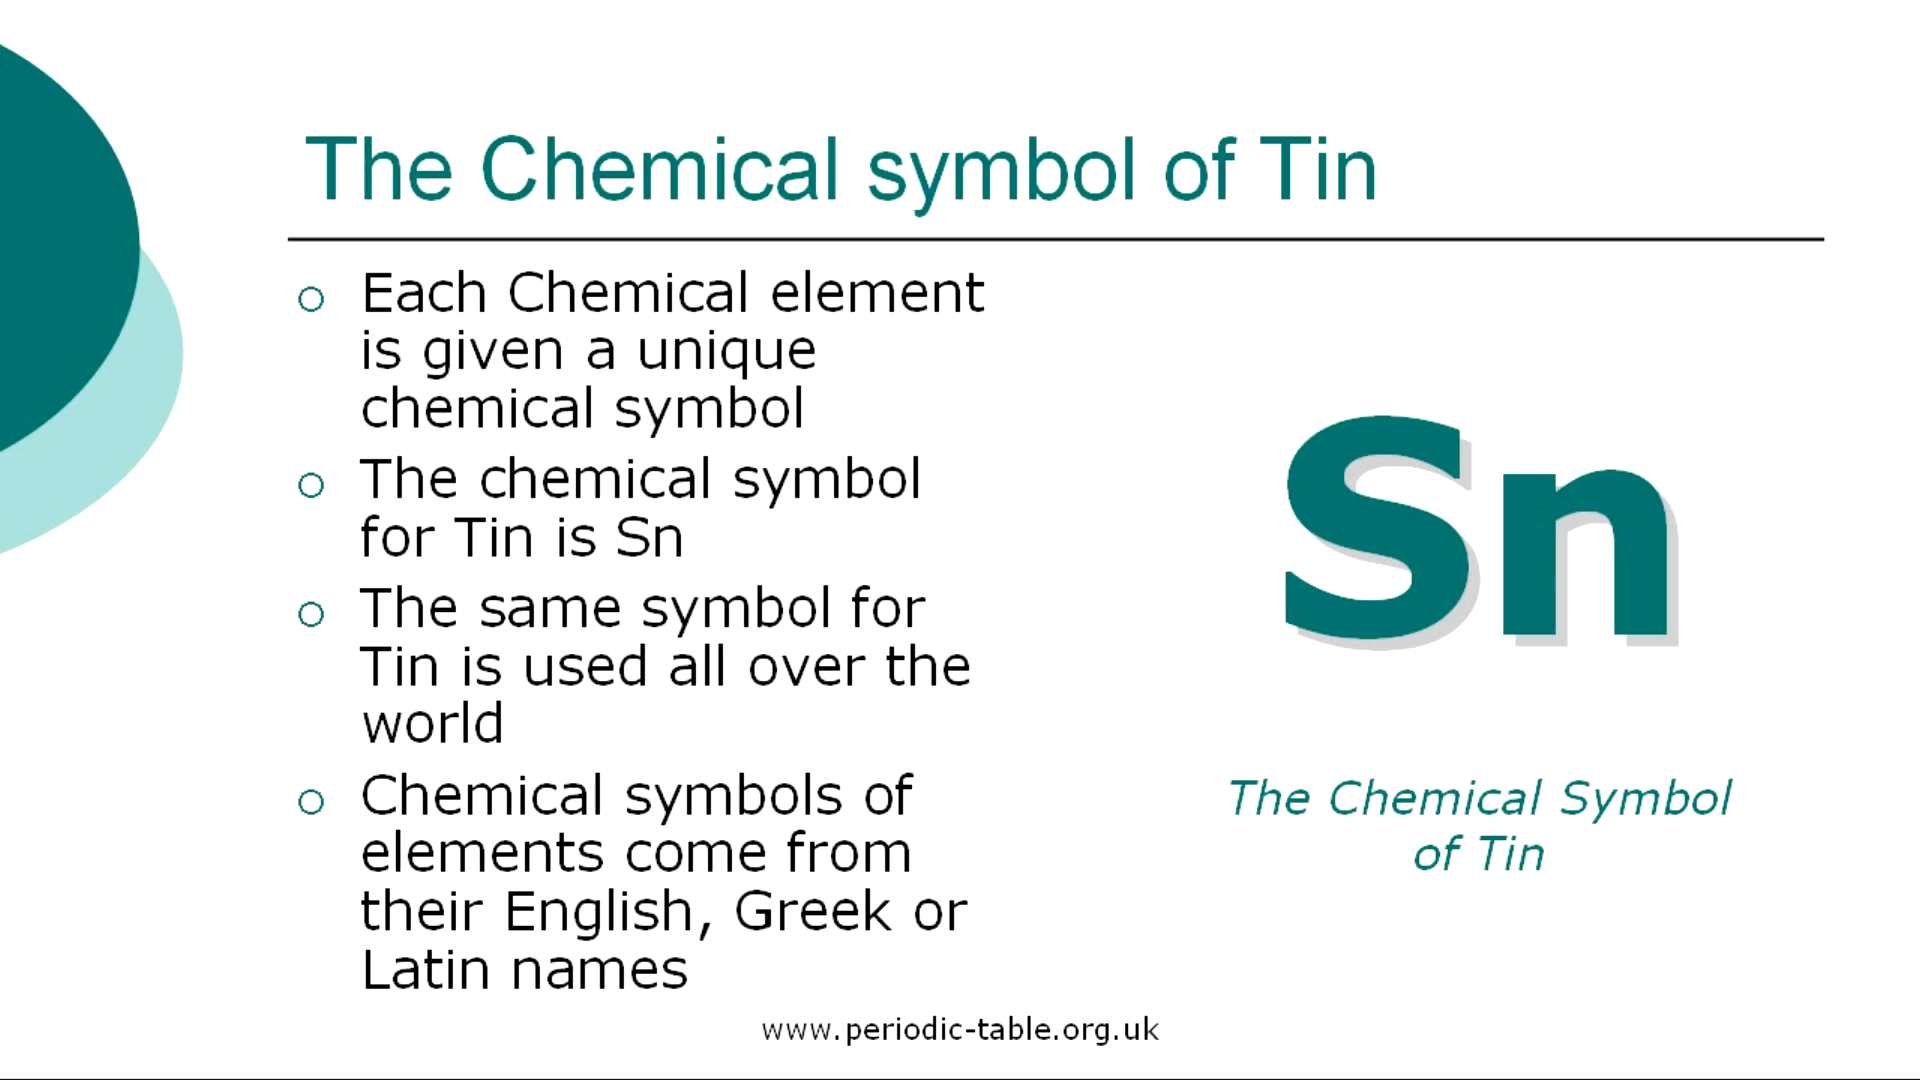 The Chemical symbol of Tin
Each Chemical element
is given a unique
chemical symbol
The chemical symbol
for Tin is Sn
The same symbol for
Tin is used all over the
world
Chemical symbols of
elements come from
their English, Greek or
Latin names
Sn
The Chemical Symbol
of Tin
www.periodic-table.org.uk